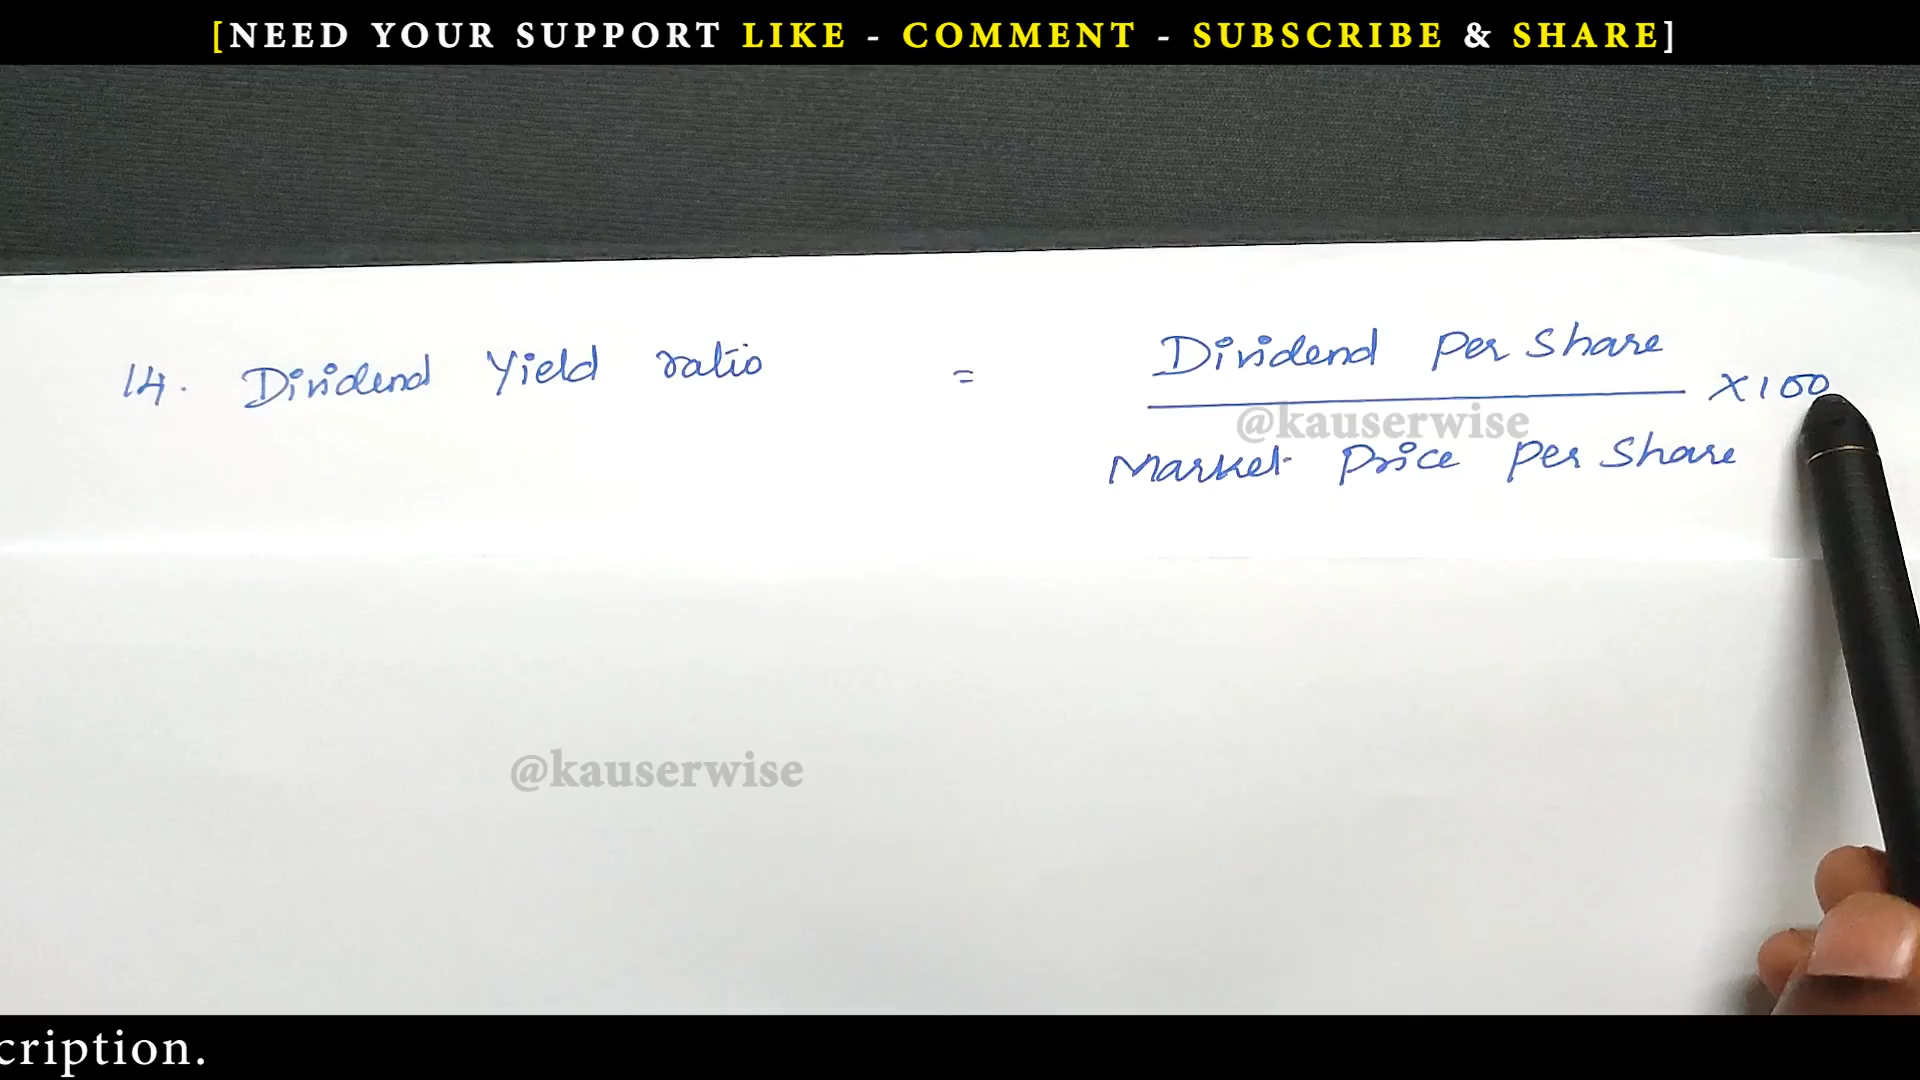 [NEED YOUR SUPPORT LIKE - COMMENT - SUBSCRIBE & SHARE]
14. Dividend Yield ratio = Dividend Per Share
X100
@kauserwise
Market Price Per Share
@kauserwise
cription.